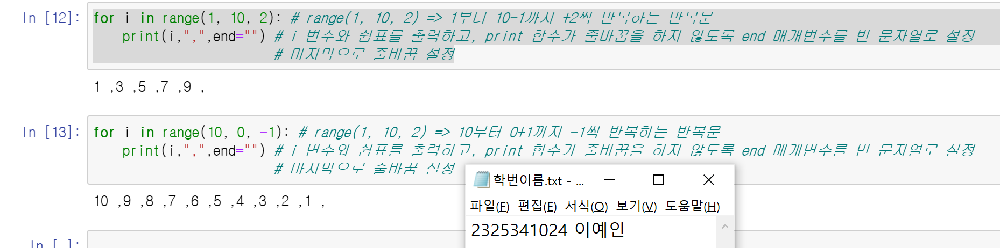 In [12]: for i in range(1, 10, 2): # range(1, 10, 2) => 1부터 10-1까지 +2씩 반복하는 반복문
print(i,",",end="") # i 변수와 쉼표를 출력하고, print 함수가 줄바꿈을 하지 않도록 end 매개변수를 빈 문자열로 설정
# 마지막으로 줄바꿈 설정
1 ,3 ,5 ,7 ,9 ,
In [13]: for i in range(10, 0, -1): # range(1, 10, 2) => 10부터 0+1까지 -1씩 반복하는 반복문
print(i,",",end="") # i 변수와 쉼표를 출력하고, print 함수가 줄바꿈을 하지 않도록 end 매개변수를 빈 문자열로 설정
# 마지막으로 줄바꿈 설정
10 ,9 ,8 ,7 ,6 ,5 ,4 ,3 ,2 ,1 ,
학번이름.txt - ...
파일(F) 편집(E) 서식(O) 보기(V) 도움말(H)
2325341024 이예인
In [ ]: